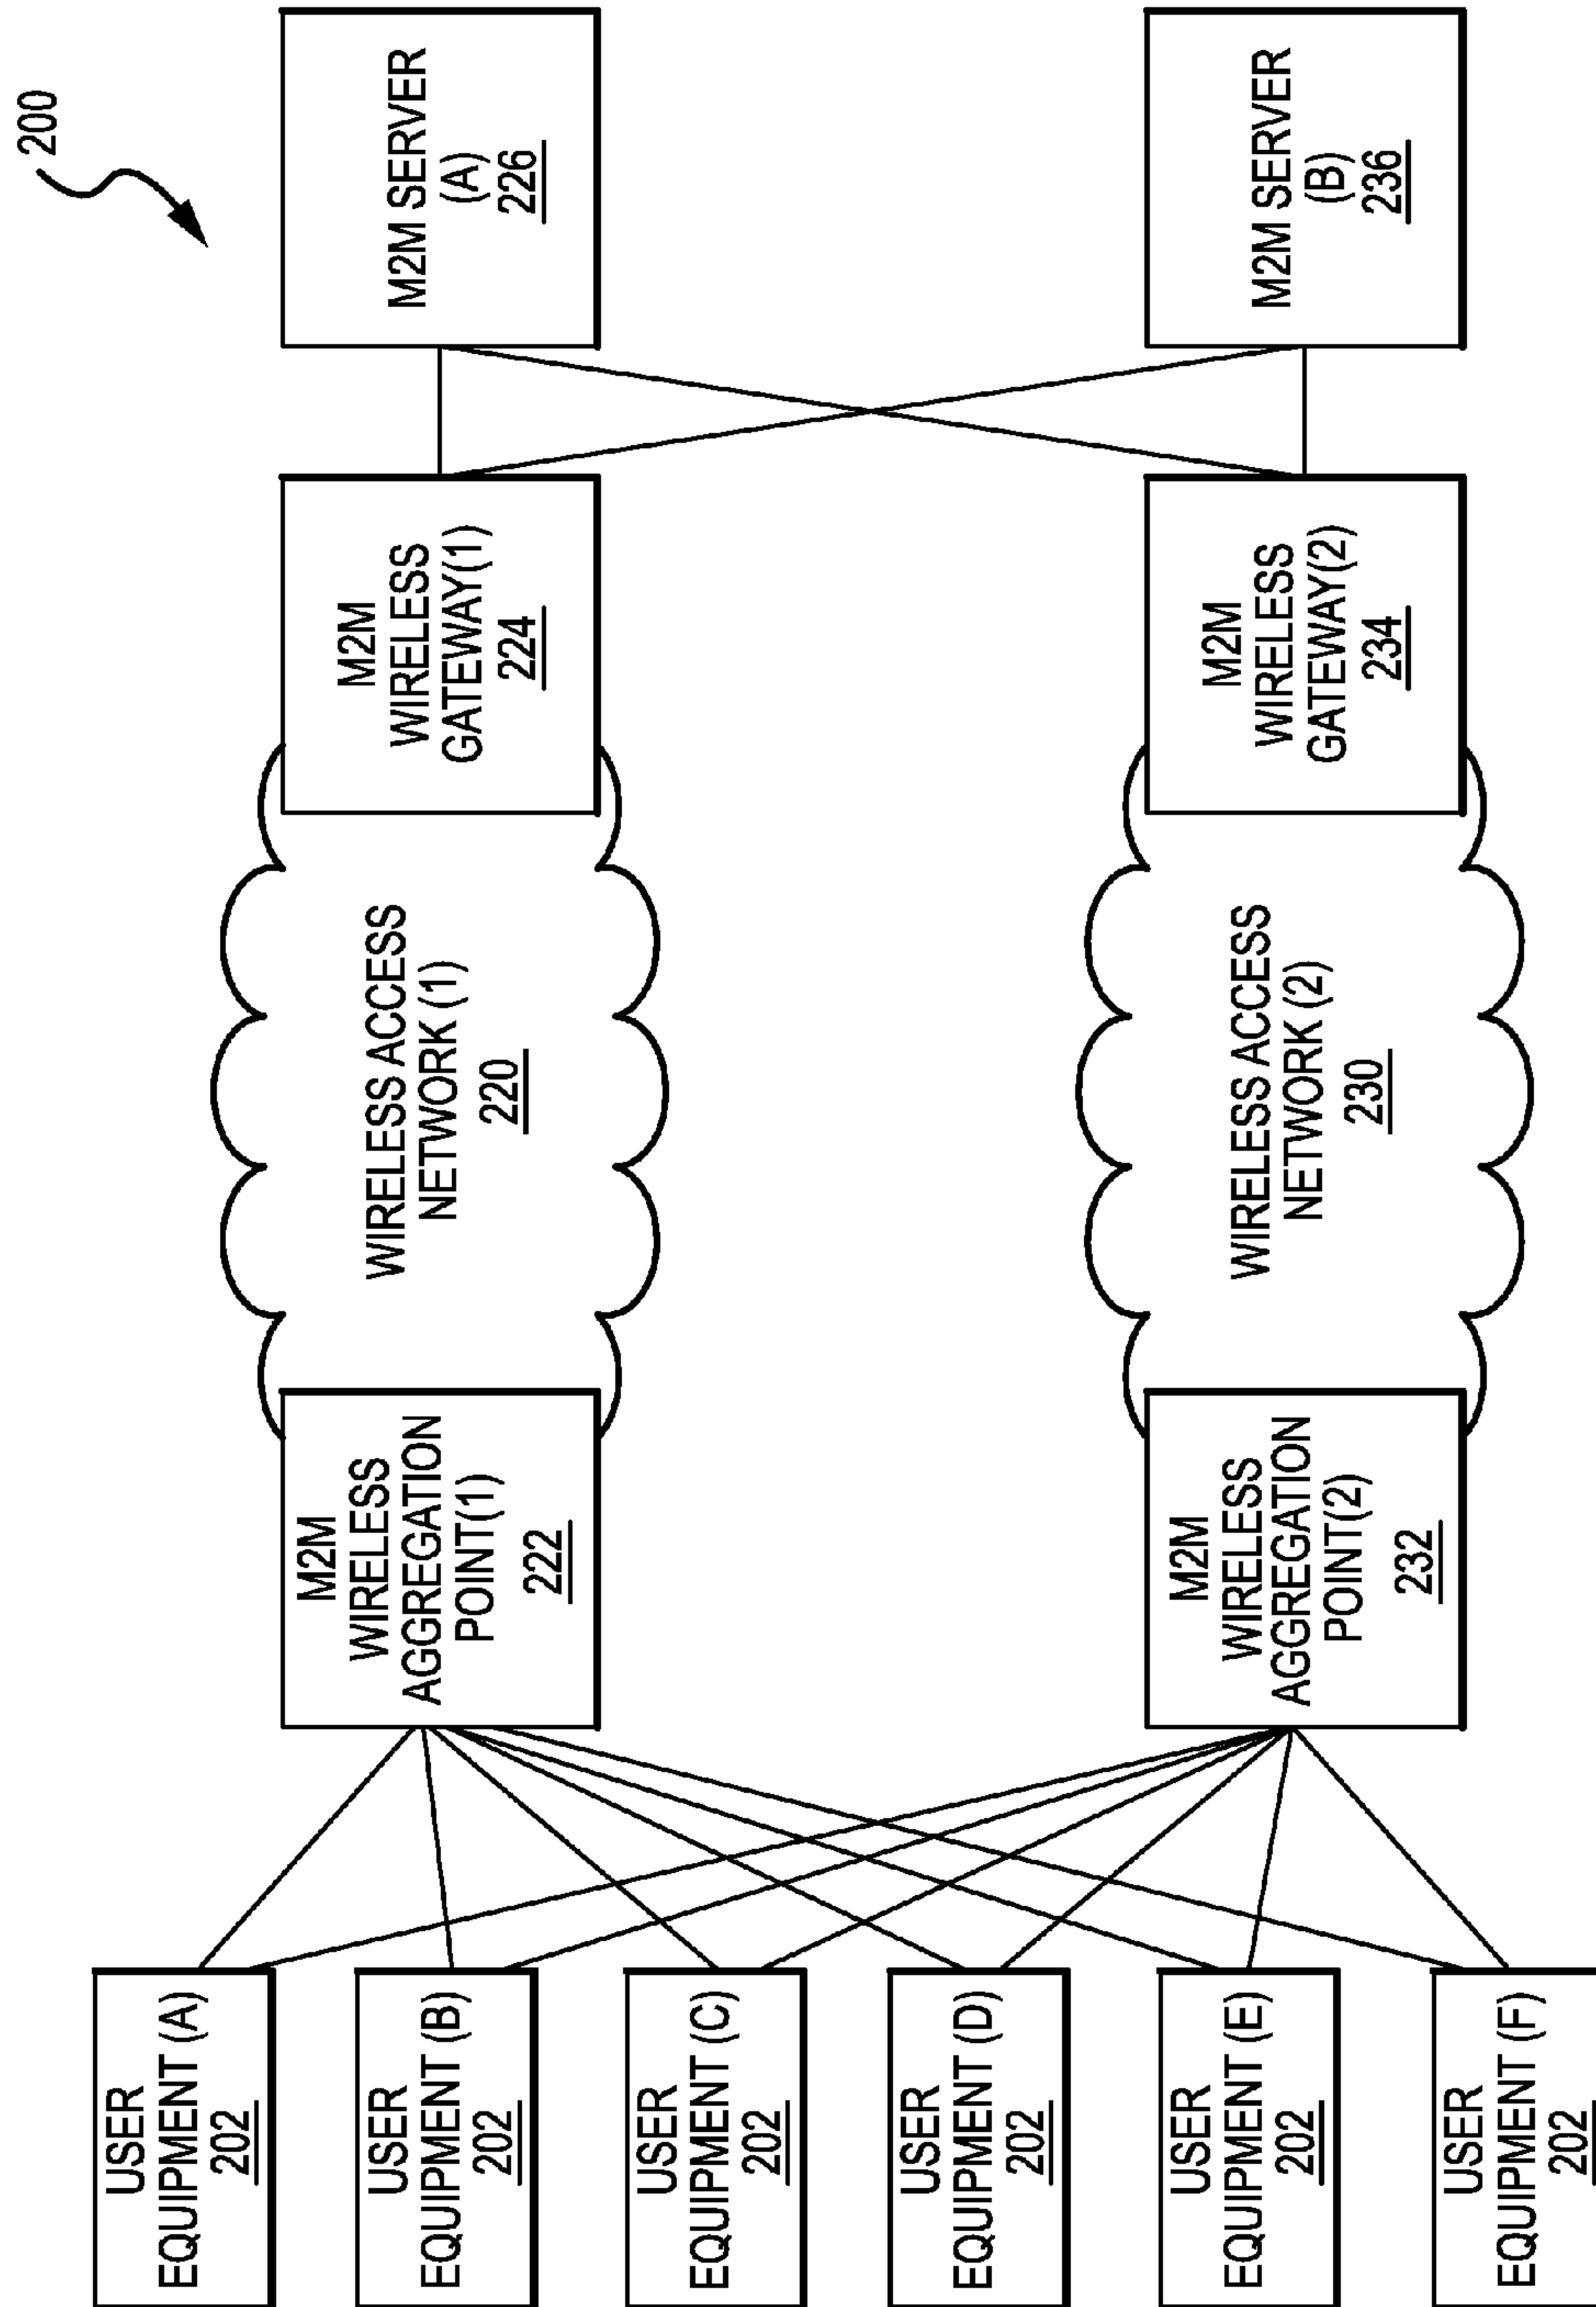 200
USER
EQUIPMENT (A)
202
USER
EQUIPMENT (B)
202
USER
EQUIPMENT (C)
202
USER
EQUIPMENT (D)
202
USER
EQUIPMENT (E)
202
USER
EQUIPMENT (F)
202
M2M
WIRELESS
AGGREGATION
POINT(1)
222
WIRELESS ACCESS
NETWORK (1)
220
M2M
WIRELESS
GATEWAY(1)
224
M2M SERVER
(A)
226
M2M
WIRELESS
AGGREGATION
POINT(2)
232
WIRELESS ACCESS
NETWORK (2)
230
M2M
WIRELESS
GATEWAY(2)
234
M2M SERVER
(B)
236